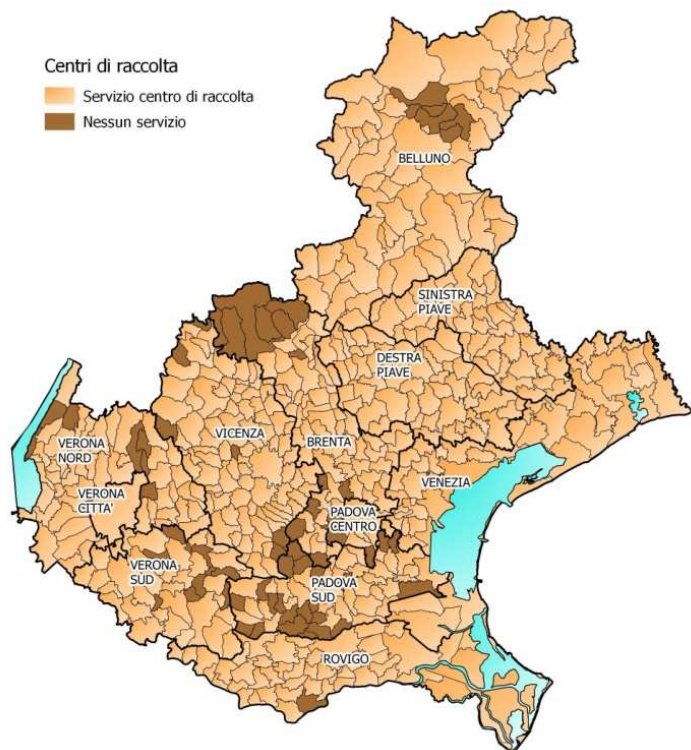 Centri di raccolta
Servizio centro di raccolta
Nessun servizio
BELLUNO
SINISTRA
PIAVE
DESTRA
PIAVE
VICENZA
BRENTA
VERONA
NORD
VENEZIA
VERONA
CITTA'
PADOVA
CENTRO
VERONA
SUD
PADOVA
SUD
ROVIGO